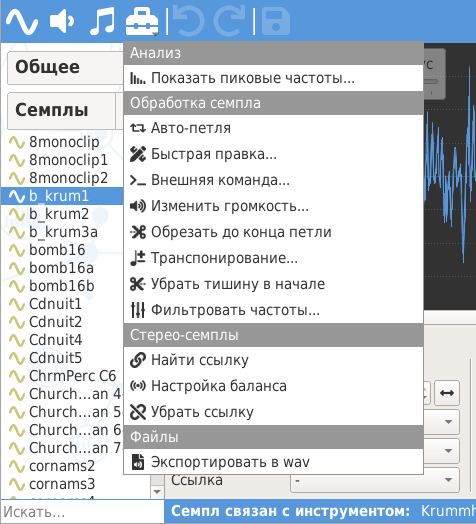 Общее
Семплы
8monoclip
8monoclip1
8monoclip2
b_krum1
b_krum2
b_krum3a
bomb16
bomb16a
bomb16b
Cdnuit1
Cdnuit2
Cdnuit4
Cdnuit5
ChrmPerc C6
Church...an 4
Church...an 5
Church...an 6
Church...an 7
cornams2
cornams3
Искать...
Анализ
Показать пиковые частоты...
Обработка семпла
Авто-петля
Быстрая правка...
Внешняя команда...
Изменить громкость...
Обрезать до конца петли
Транспонирование...
Убрать тишину в начале
Фильтровать частоты...
Стерео-семплы
Найти ссылку
Настройка баланса
Убрать ссылку
Файлы
Экспортировать в wav
Ссылка
-
Семпл связан с инструментом: